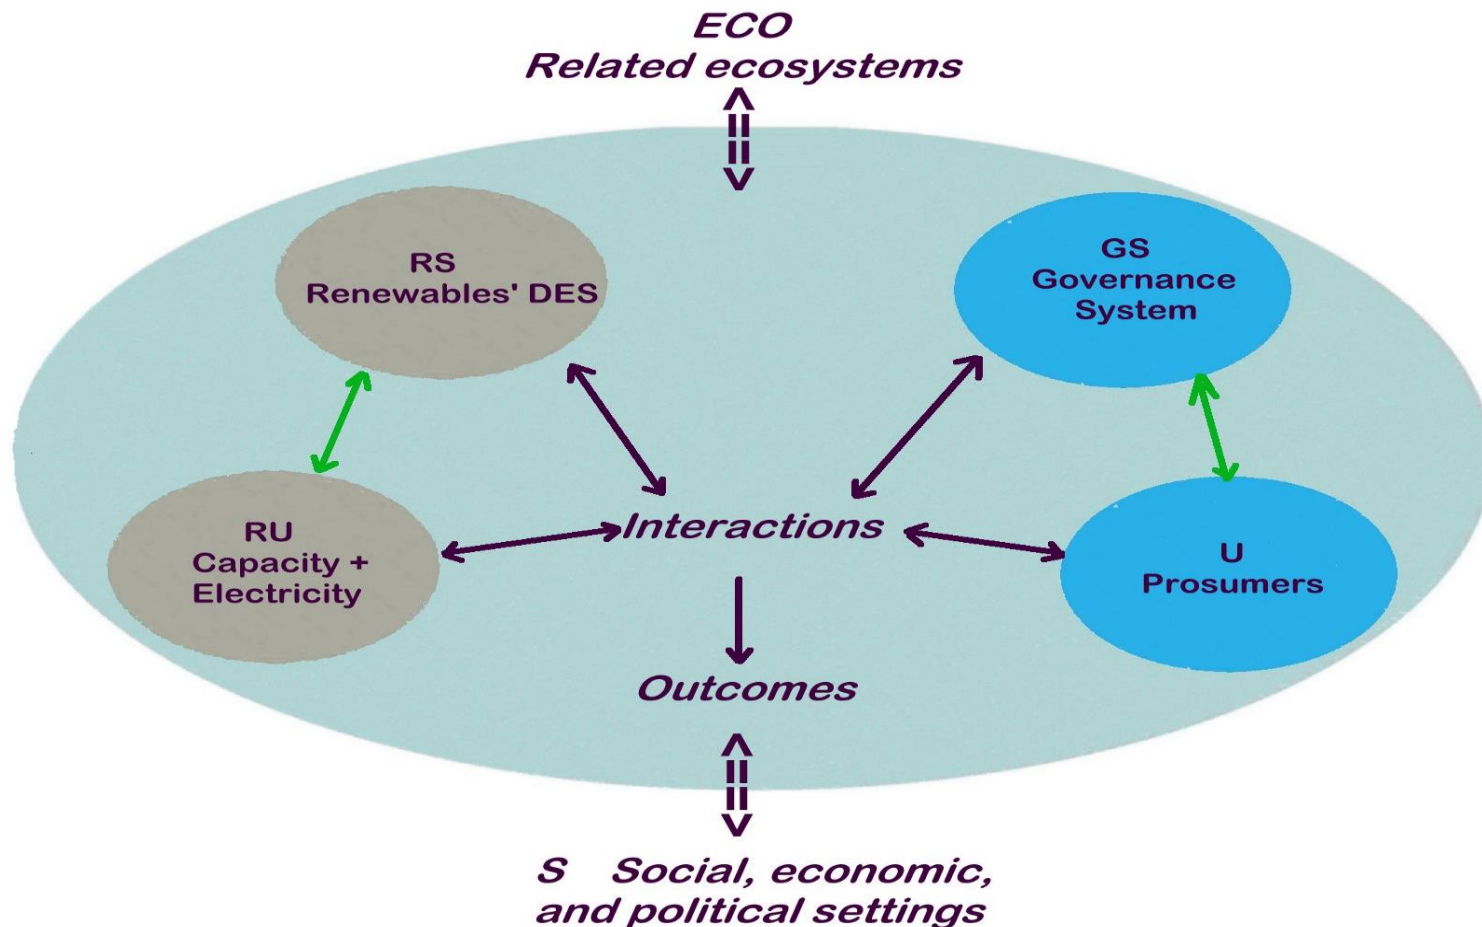 ECO
Related ecosystems
RS
Renewables' DES
GS
Governance
System
RU
Capacity +
Electricity
Interactions
U
Prosumers
Outcomes
S Social, economic,
and political settings